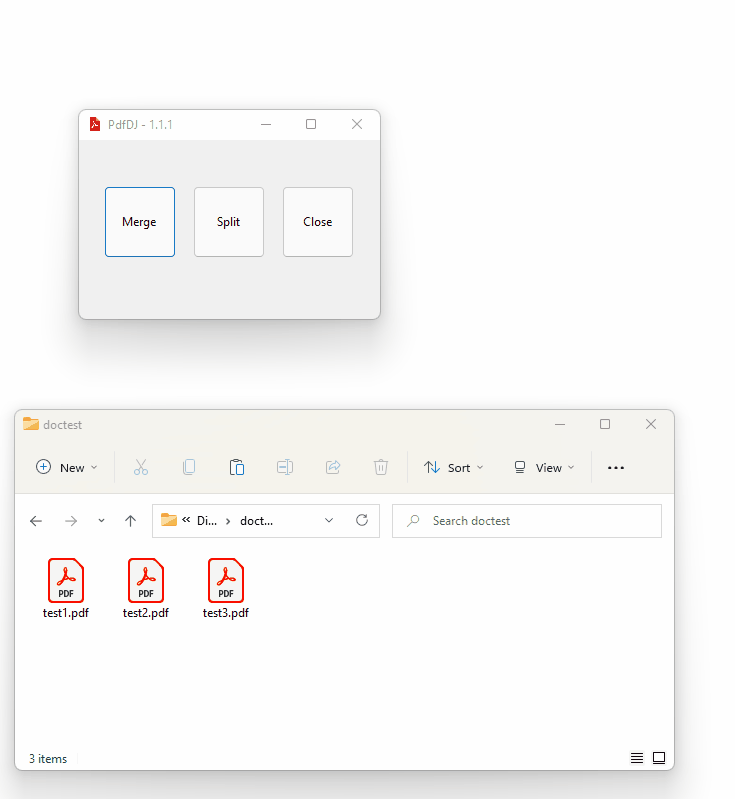 PdfDJ - 1.1.1
Merge Split Close
doctest
New Sort View
« Di... › doct... Search doctest
PDF PDF PDF
test1.pdf test2.pdf test3.pdf
3 items